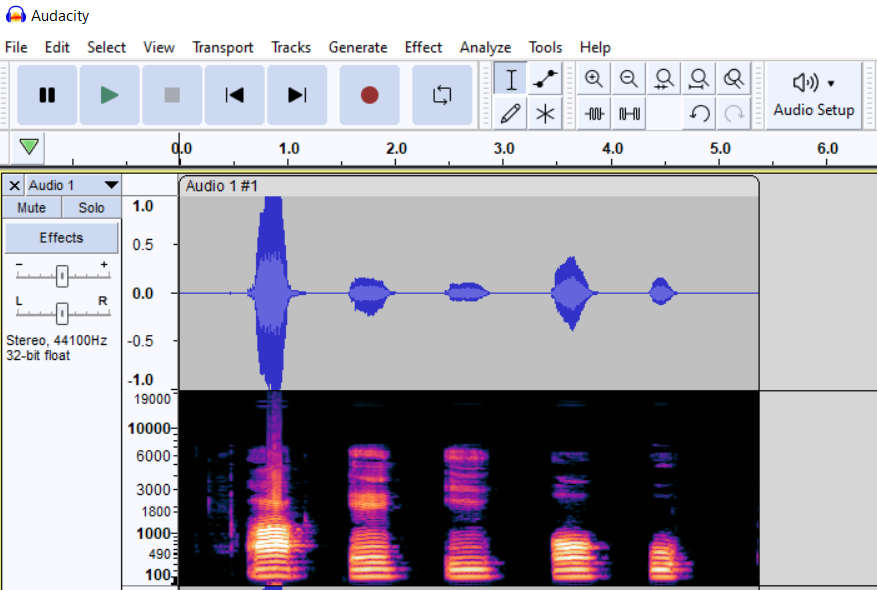 Audacity
File Edit Select View Transport Tracks Generate Effect Analyze Tools Help
Audio Setup
0.0 1.0 2.0 3.0 4.0 5.0 6.0
Audio 1
Audio 1 #1
Mute Solo
Effects
- +
L R
Stereo, 44100Hz
32-bit float
1.0
0.5
0.0
-0.5
-1.0
19000
10000
6000
3000
1800
1000
490
100